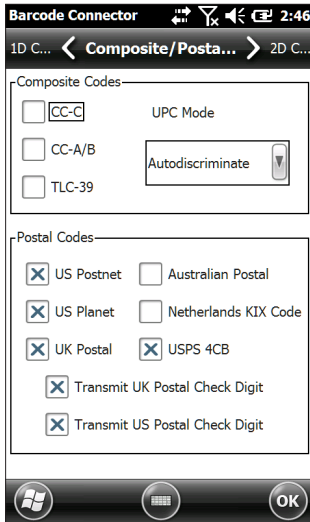 Barcode Connector 2:46
1D C... Composite/Posta... 2D C...
Composite Codes
CC-C UPC Mode
CC-A/B
Autodiscriminate
TLC-39
Postal Codes
US Postnet Australian Postal
US Planet Netherlands KIX Code
UK Postal USPS 4CB
Transmit UK Postal Check Digit
Transmit US Postal Check Digit
OK